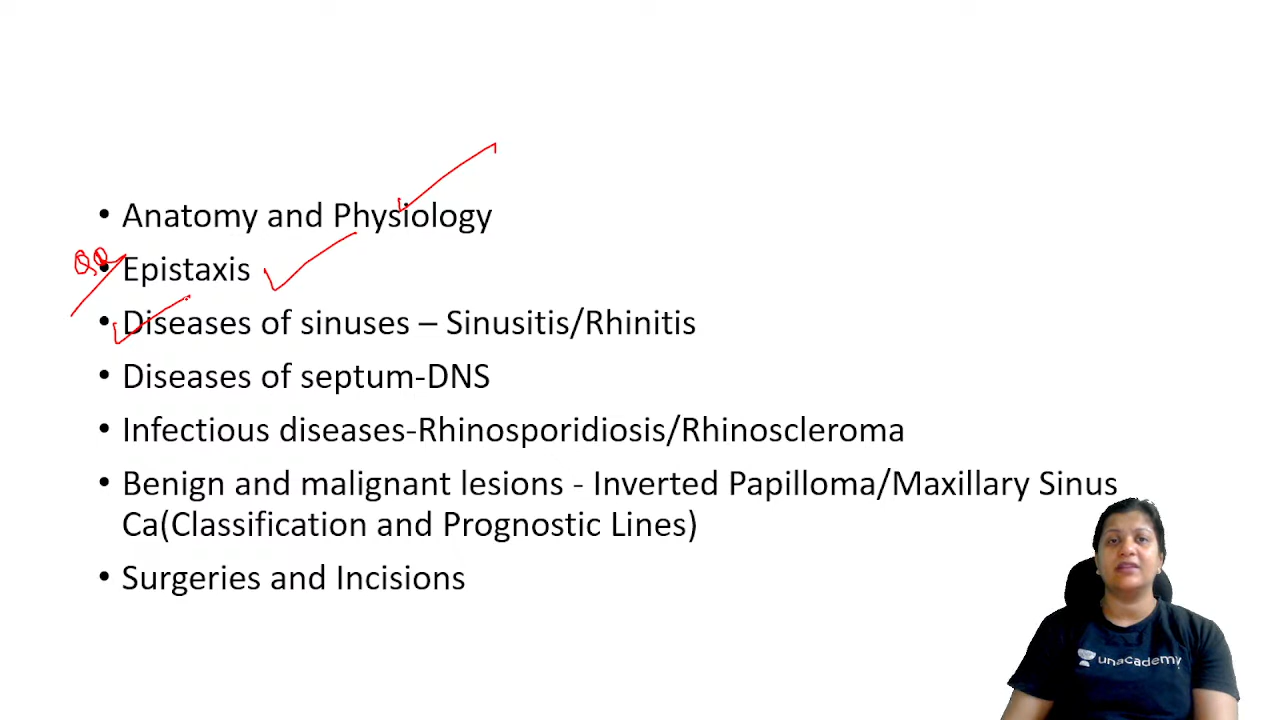 • Anatomy and Physiology
• Epistaxis
• Diseases of sinuses – Sinusitis/Rhinitis
• Diseases of septum-DNS
• Infectious diseases-Rhinosporidiosis/Rhinoscleroma
• Benign and malignant lesions - Inverted Papilloma/Maxillary Sinus
Ca(Classification and Prognostic Lines)
• Surgeries and Incisions
unacademy